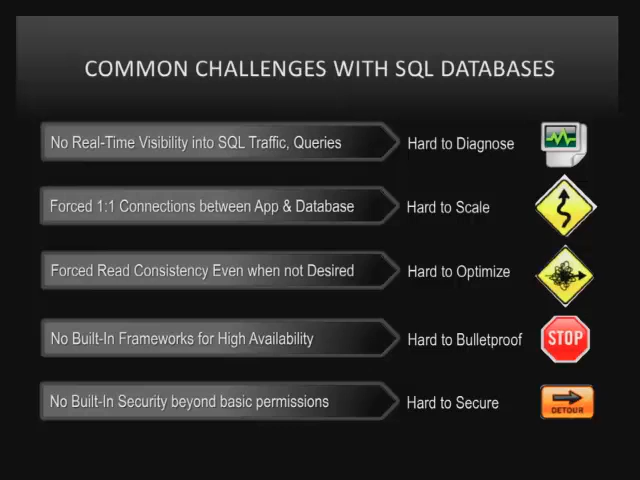 COMMON CHALLENGES WITH SQL DATABASES
No Real-Time Visibility into SQL Traffic, Queries
Hard to Diagnose
Forced 1:1 Connections between App & Database
Hard to Scale
Forced Read Consistency Even when not Desired
Hard to Optimize
No Built-In Frameworks for High Availability
Hard to Bulletproof
STOP
No Built-In Security beyond basic permissions
Hard to Secure
DETOUR